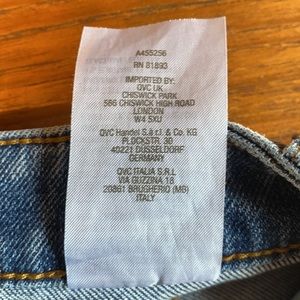 A455256
RN 81893
IMPORTED BY:
QVC UK
CHISWICK PARK
566 CHISWICK HIGH ROAD
LONDON
W4 5XU
QVC Handel S.à r.l. & Co. KG
PLOCKSTR. 30
40221 DUSSELDORF
GERMANY
QVC ITALIA S.R.L
VIA GUZZINA 18
20861 BRUGHERIO (MB)
ITALY